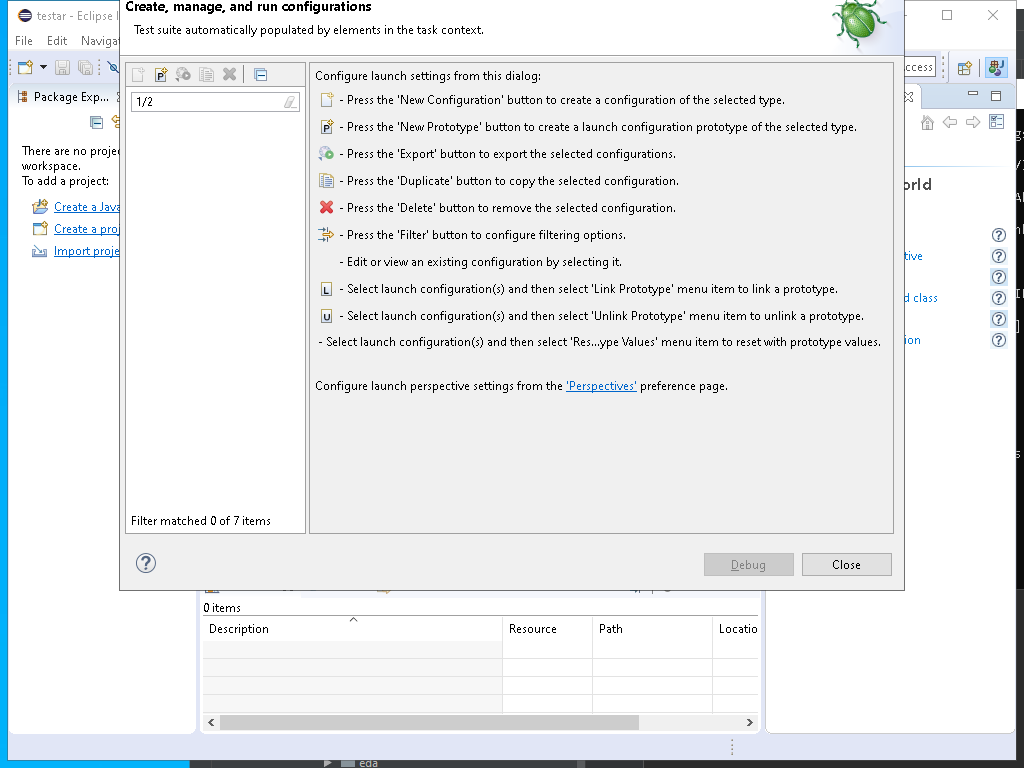 testar - Eclipse I
Create, manage, and run configurations
Test suite automatically populated by elements in the task context.
File Edit Navigat
cess
Package Exp...
1/2
There are no projec
workspace.
To add a project:
Create a Java
Create a proj
Import proje
Filter matched 0 of 7 items
Configure launch settings from this dialog:
- Press the 'New Configuration' button to create a configuration of the selected type.
P - Press the 'New Prototype' button to create a launch configuration prototype of the selected type.
- Press the 'Export' button to export the selected configurations.
- Press the 'Duplicate' button to copy the selected configuration.
- Press the 'Delete' button to remove the selected configuration.
- Press the 'Filter' button to configure filtering options.
- Edit or view an existing configuration by selecting it.
L - Select launch configuration(s) and then select 'Link Prototype' menu item to link a prototype.
U - Select launch configuration(s) and then select 'Unlink Prototype' menu item to unlink a prototype.
- Select launch configuration(s) and then select 'Res...ype Values' menu item to reset with prototype values.
Configure launch perspective settings from the 'Perspectives' preference page.
Debug
Close
orld
tive
d class
ion
0 items
Description Resource Path Locatio
eda